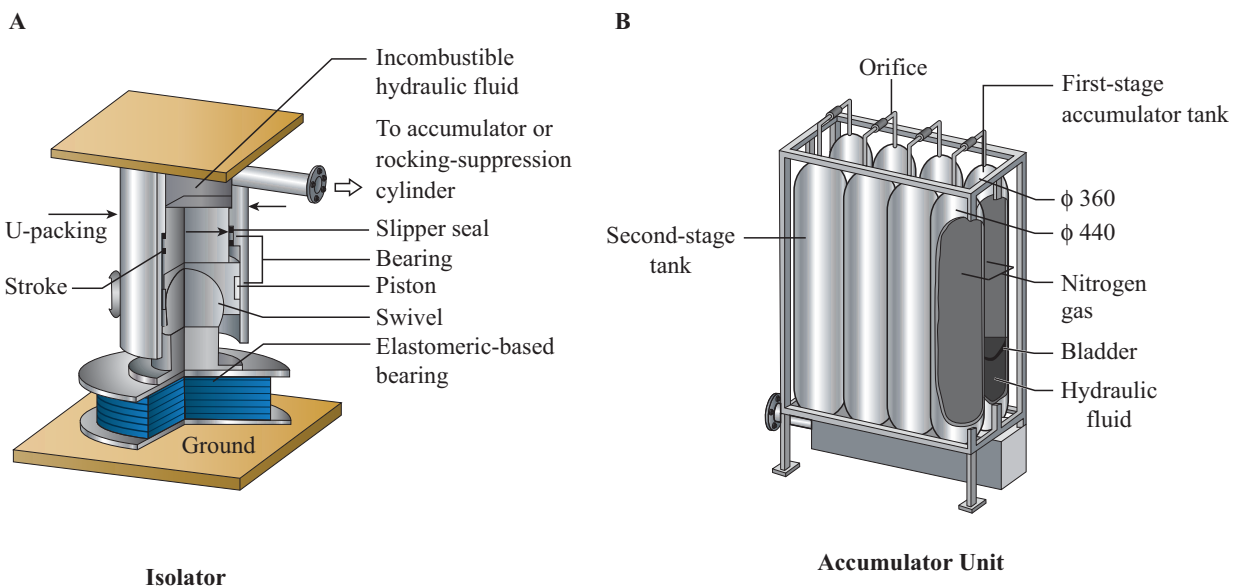 A
Incombustible
hydraulic fluid
To accumulator or
rocking-suppression
cylinder
U-packing
Slipper seal
Bearing
Stroke
Piston
Swivel
Elastomeric-based
bearing
Ground
Isolator
B
Orifice
First-stage
accumulator tank
ϕ 360
ϕ 440
Second-stage
tank
Nitrogen
gas
Bladder
Hydraulic
fluid
Accumulator Unit